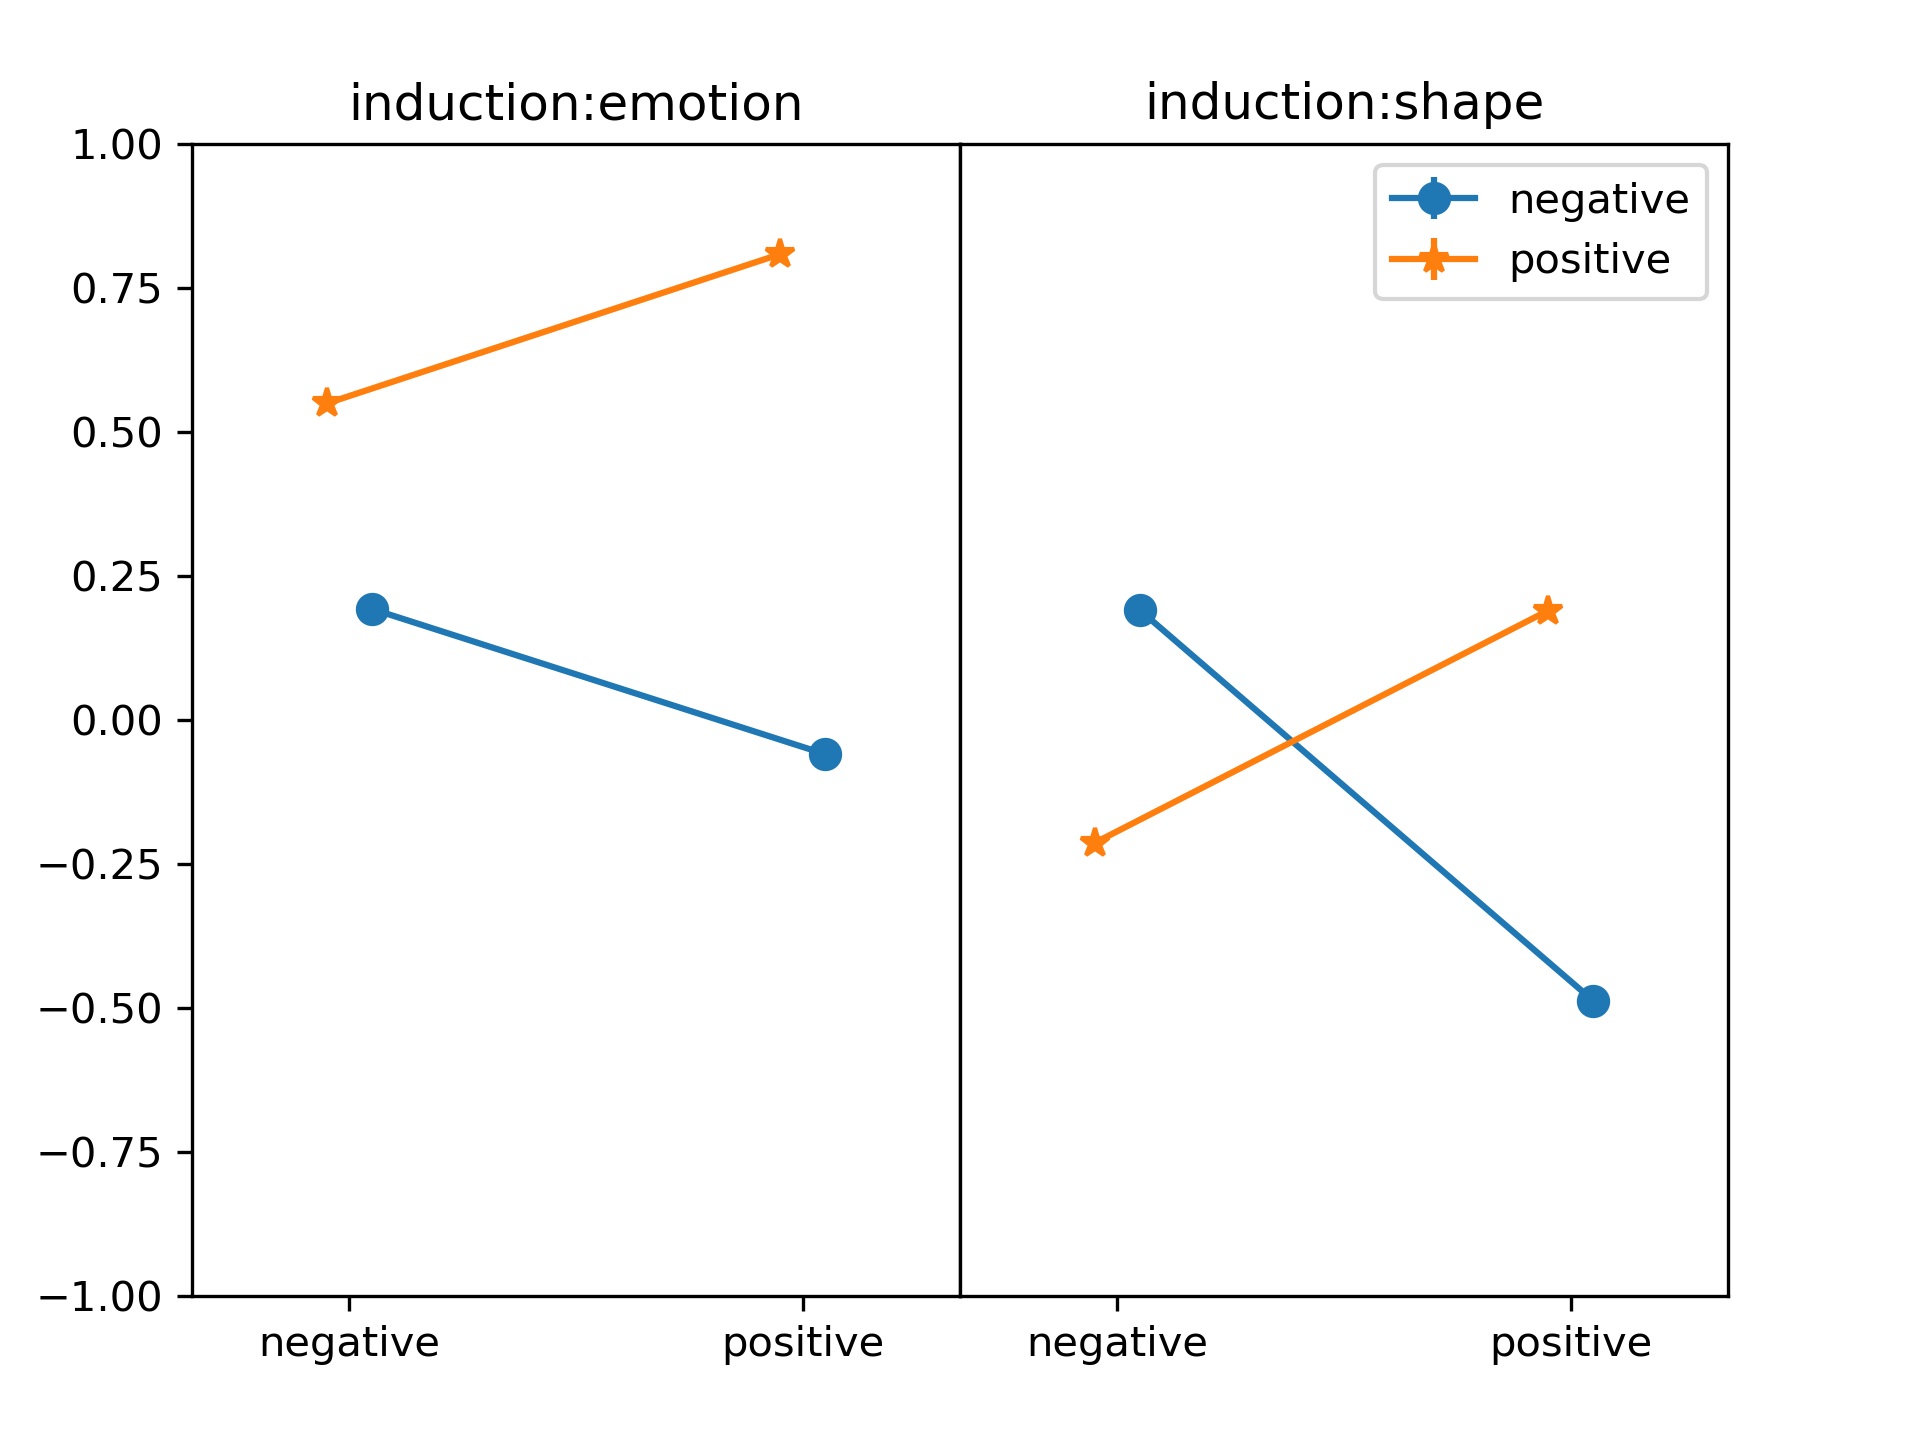 induction:emotion
induction:shape
1.00
0.75
0.50
0.25
0.00
−0.25
−0.50
−0.75
−1.00
negative
positive
negative
positive
negative
positive